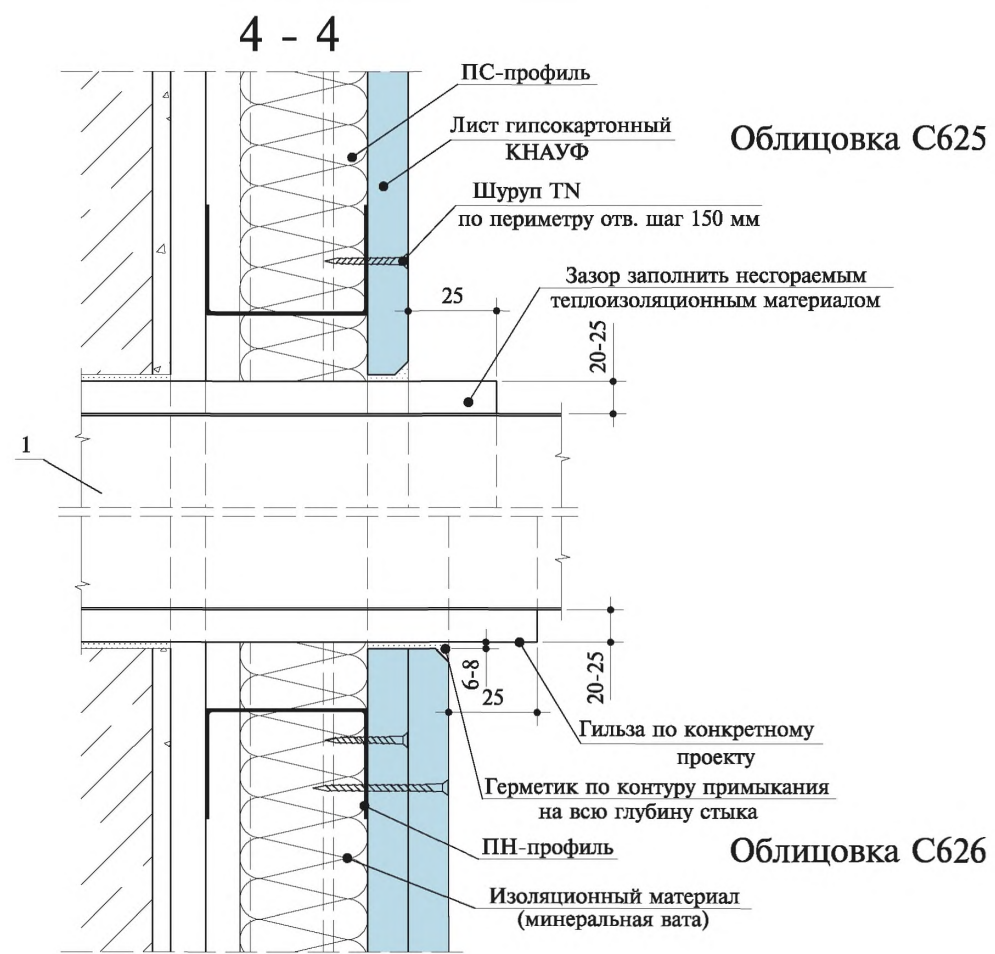 4 - 4
ПС-профиль
Лист гипсокартонный
КНАУФ
Облицовка С625
Шуруп TN
по периметру отв. шаг 150 мм
Зазор заполнить несгораемым
теплоизоляционным материалом
25
20-25
1
6-8
25
20-25
Гильза по конкретному
проекту
Герметик по контуру примыкания
на всю глубину стыка
ПН-профиль
Облицовка С626
Изоляционный материал
(минеральная вата)